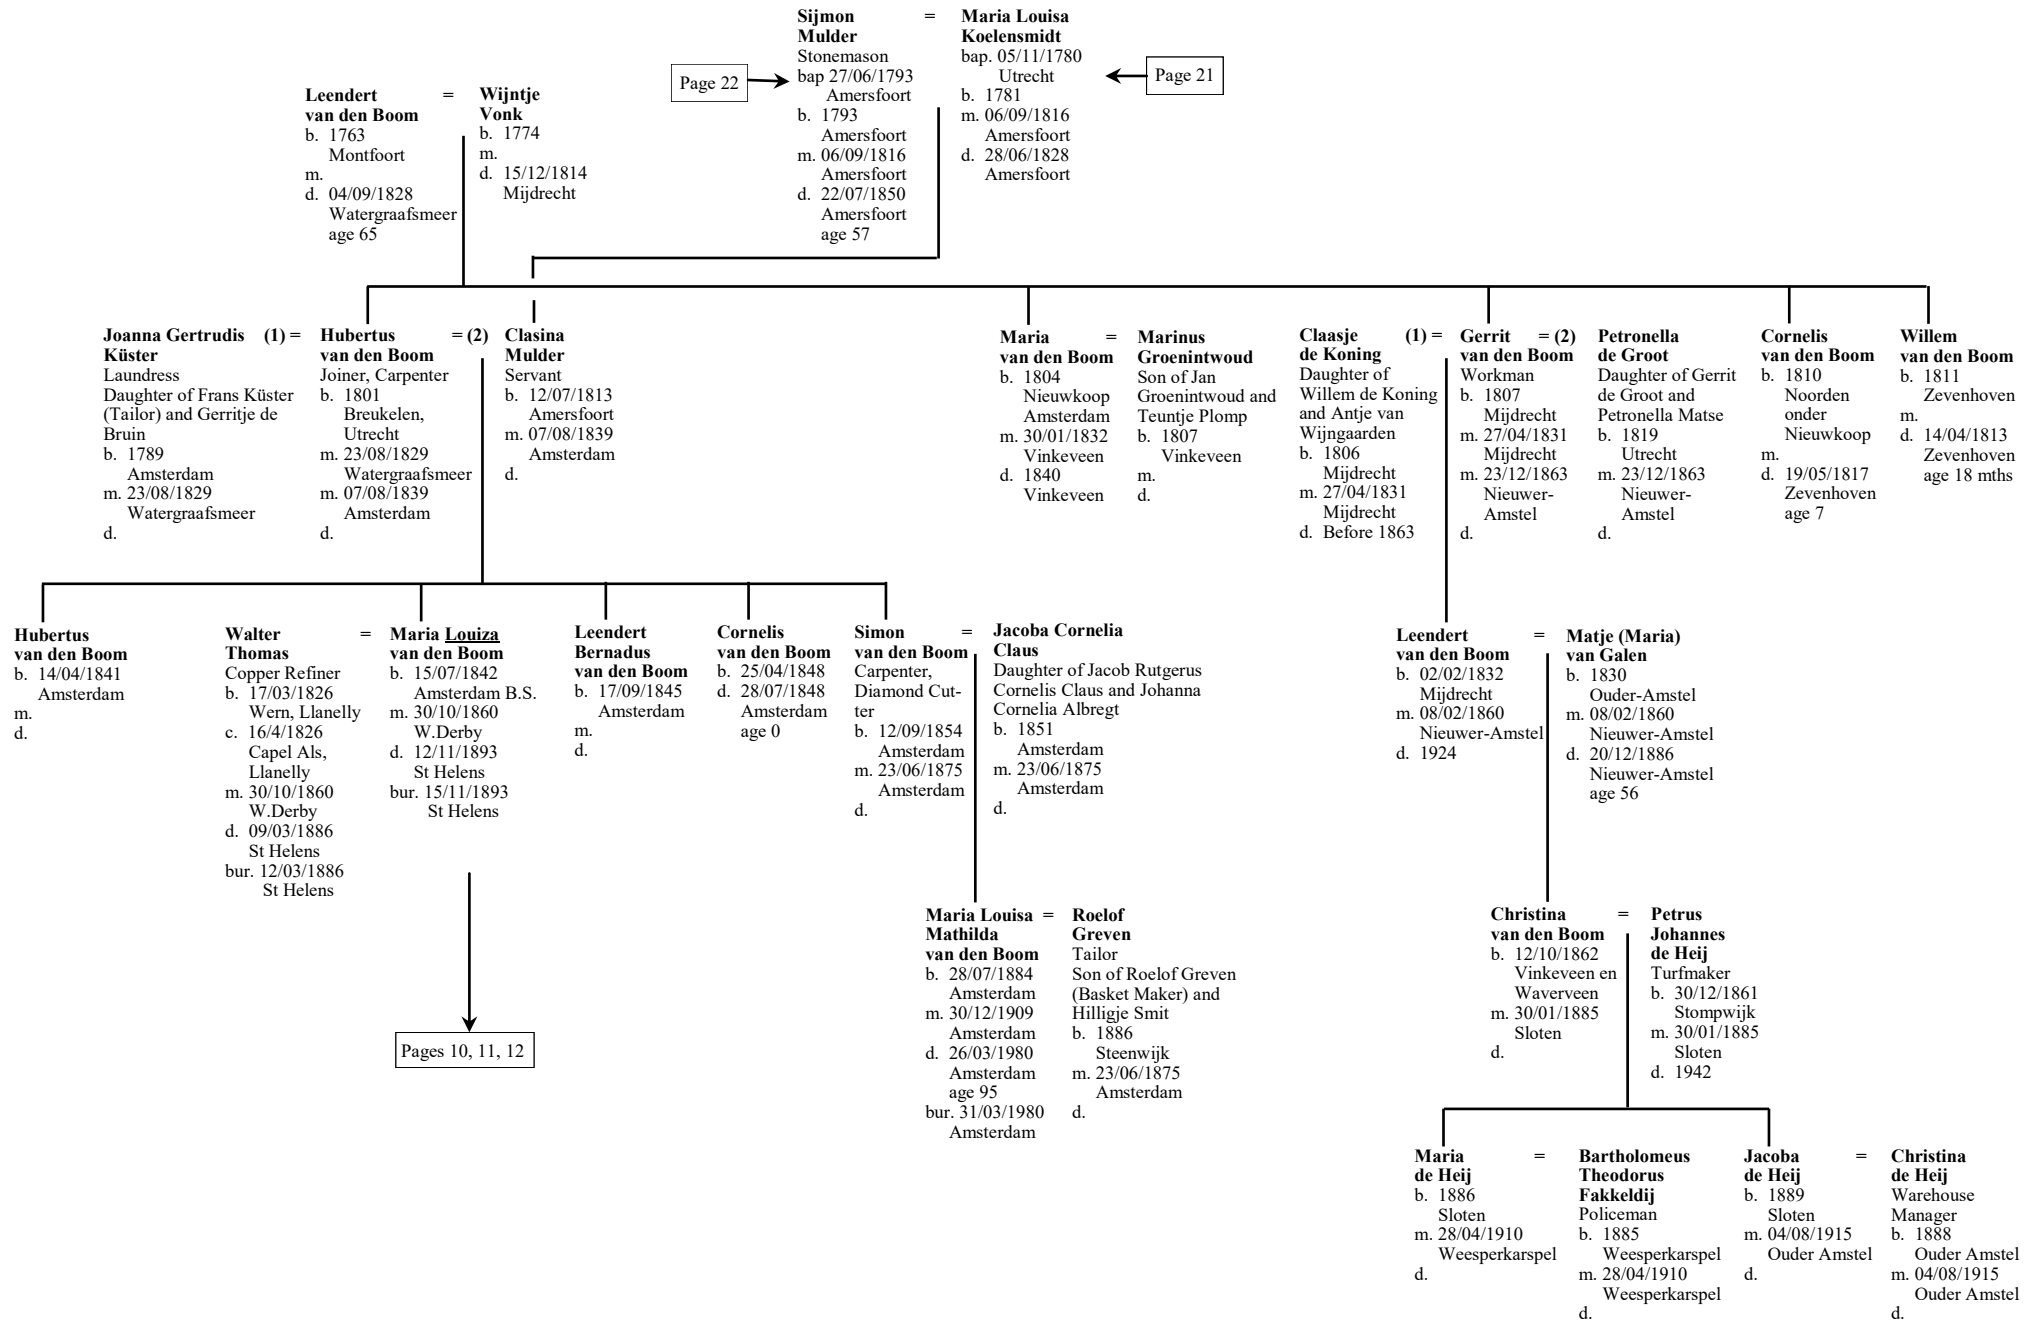 Sijmon =
Mulder
Stonemason
bap 27/06/1793
Amersfoort
b. 1793
Amersfoort
m. 06/09/1816
Amersfoort
d. 22/07/1850
Amersfoort
age 57
Maria Louisa
Koelensmidt
bap. 05/11/1780
Utrecht
b. 1781
m. 06/09/1816
Amersfoort
d. 28/06/1828
Amersfoort
Page 22
Page 21
Leendert =
van den Boom
b. 1763
Montfoort
m.
d. 04/09/1828
Watergraafsmeer
age 65
Wijntje
Vonk
b. 1774
m.
d. 15/12/1814
Mijdrecht
Joanna Gertrudis (1) =
Küster
Laundress
Daughter of Frans Küster
(Tailor) and Gerritje de
Bruin
b. 1789
Amsterdam
m. 23/08/1829
Watergraafsmeer
d.
Hubertus = (2)
van den Boom
Joiner, Carpenter
b. 1801
Breukelen,
Utrecht
m. 23/08/1829
Watergraafsmeer
m. 07/08/1839
Amsterdam
d.
Clasina
Mulder
Servant
b. 12/07/1813
Amersfoort
m. 07/08/1839
Amsterdam
d.
Maria =
van den Boom
b. 1804
Nieuwkoop
Amsterdam
m. 30/01/1832
Vinkeveen
d. 1840
Vinkeveen
Marinus
Groenintwoud
Son of Jan
Groenintwoud and
Teuntje Plomp
b. 1807
Vinkeveen
m.
d.
Claasje (1) =
de Koning
Daughter of
Willem de Koning
and Antje van
Wijngaarden
b. 1806
Mijdrecht
m. 27/04/1831
Mijdrecht
d. Before 1863
Gerrit = (2)
van den Boom
Workman
b. 1807
Mijdrecht
m. 27/04/1831
Mijdrecht
m. 23/12/1863
Nieuwer-
Amstel
d.
Petronella
de Groot
Daughter of Gerrit
de Groot and
Petronella Matse
b. 1819
Utrecht
m. 23/12/1863
Nieuwer-
Amstel
d.
Cornelis
van den Boom
b. 1810
Noorden
onder
Nieuwkoop
m.
d. 19/05/1817
Zevenhoven
age 7
Willem
van den Boom
b. 1811
Zevenhoven
m.
d. 14/04/1813
Zevenhoven
age 18 mths
Hubertus
van den Boom
b. 14/04/1841
Amsterdam
m.
d.
Walter =
Thomas
Copper Refiner
b. 17/03/1826
Wern, Llanelly
c. 16/4/1826
Capel Als,
Llanelly
m. 30/10/1860
W.Derby
d. 09/03/1886
St Helens
bur. 12/03/1886
St Helens
Maria Louiza
van den Boom
b. 15/07/1842
Amsterdam B.S.
m. 30/10/1860
W.Derby
d. 12/11/1893
St Helens
bur. 15/11/1893
St Helens
Leendert
Bernadus
van den Boom
b. 17/09/1845
Amsterdam
m.
d.
Cornelis
van den Boom
b. 25/04/1848
d. 28/07/1848
Amsterdam
age 0
Simon =
van den Boom
Carpenter,
Diamond Cut-
ter
b. 12/09/1854
Amsterdam
m. 23/06/1875
Amsterdam
d.
Jacoba Cornelia
Claus
Daughter of Jacob Rutgerus
Cornelis Claus and Johanna
Cornelia Albregt
b. 1851
Amsterdam
m. 23/06/1875
Amsterdam
d.
Leendert =
van den Boom
b. 02/02/1832
Mijdrecht
m. 08/02/1860
Nieuwer-Amstel
d. 1924
Matje (Maria)
van Galen
b. 1830
Ouder-Amstel
m. 08/02/1860
Nieuwer-Amstel
d. 20/12/1886
Nieuwer-Amstel
age 56
Pages 10, 11, 12
Maria Louisa =
Mathilda
van den Boom
b. 28/07/1884
Amsterdam
m. 30/12/1909
Amsterdam
d. 26/03/1980
Amsterdam
age 95
bur. 31/03/1980
Amsterdam
Roelof
Greven
Tailor
Son of Roelof Greven
(Basket Maker) and
Hilligje Smit
b. 1886
Steenwijk
m. 23/06/1875
Amsterdam
d.
Christina =
van den Boom
b. 12/10/1862
Vinkeveen en
Waverveen
m. 30/01/1885
Sloten
d.
Petrus
Johannes
de Heij
Turfmaker
b. 30/12/1861
Stompwijk
m. 30/01/1885
Sloten
d. 1942
Maria =
de Heij
b. 1886
Sloten
m. 28/04/1910
Weesperkarspel
d.
Bartholomeus
Theodorus
Fakkeldij
Policeman
b. 1885
Weesperkarspel
m. 28/04/1910
Weesperkarspel
d.
Jacoba =
de Heij
b. 1889
Sloten
m. 04/08/1915
Ouder Amstel
d.
Christina
de Heij
Warehouse
Manager
b. 1888
Ouder Amstel
m. 04/08/1915
Ouder Amstel
d.